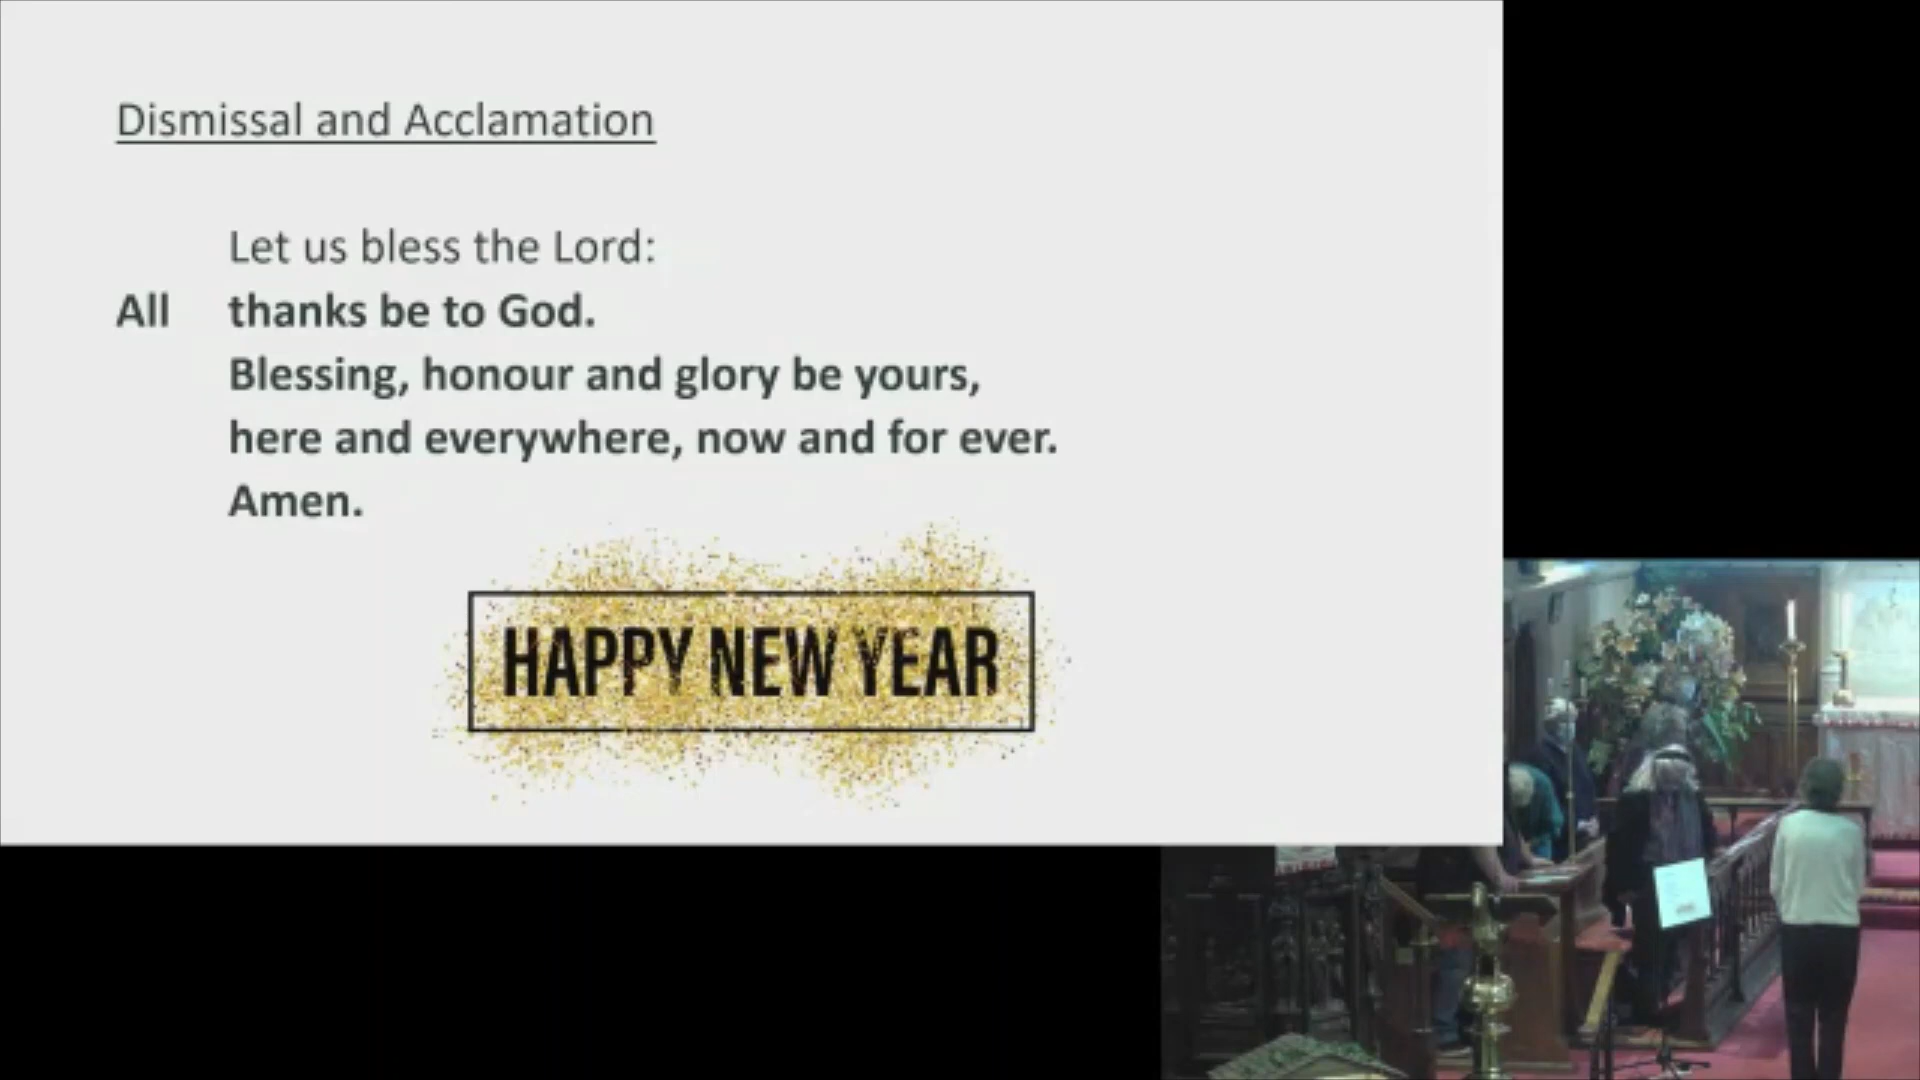 Dismissal and Acclamation
Let us bless the Lord:
All thanks be to God.
Blessing, honour and glory be yours,
here and everywhere, now and for ever.
Amen.
HAPPY NEW YEAR